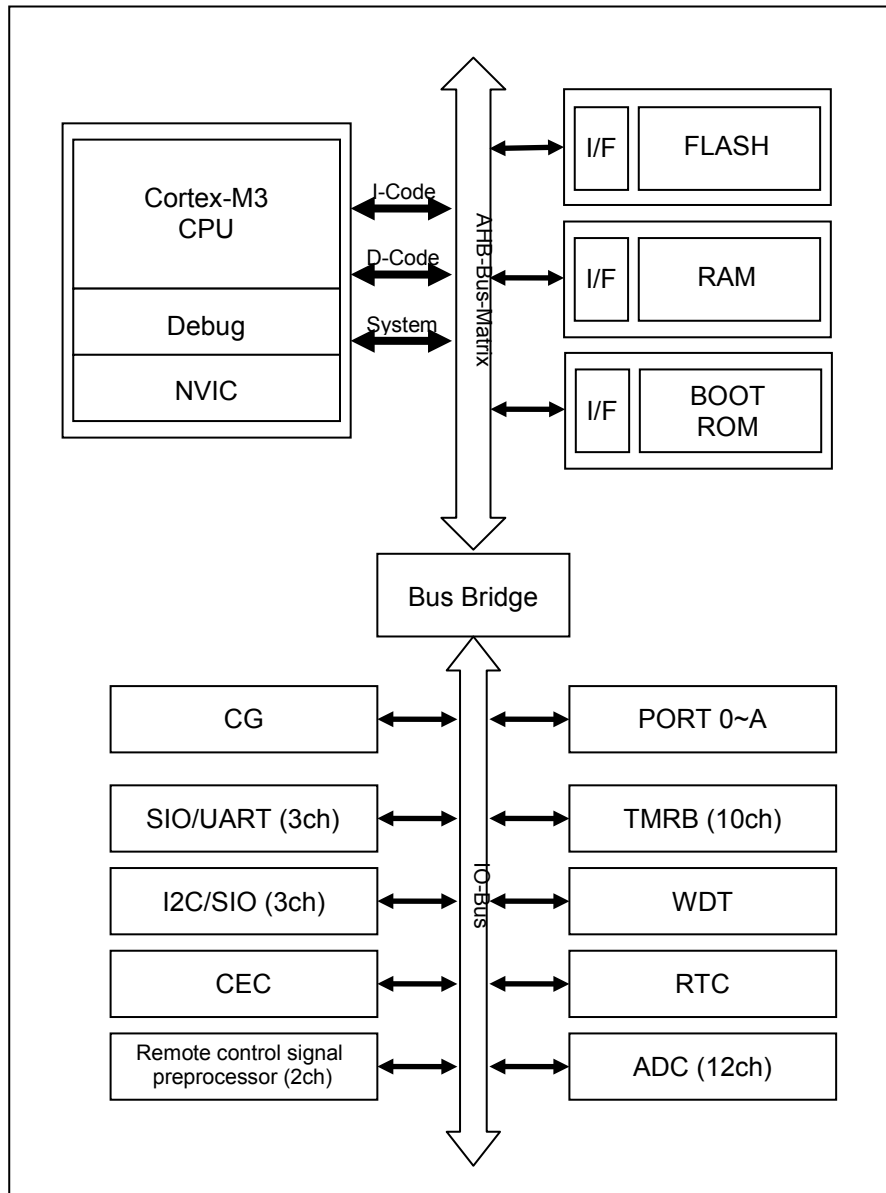 Cortex-M3
CPU
Debug
NVIC
I-Code
D-Code
System
AHB-Bus-Matrix
I/F
FLASH
I/F
RAM
I/F
BOOT
ROM
Bus Bridge
CG
PORT 0~A
SIO/UART (3ch)
TMRB (10ch)
IO-Bus
I2C/SIO (3ch)
WDT
CEC
RTC
Remote control signal
preprocessor (2ch)
ADC (12ch)